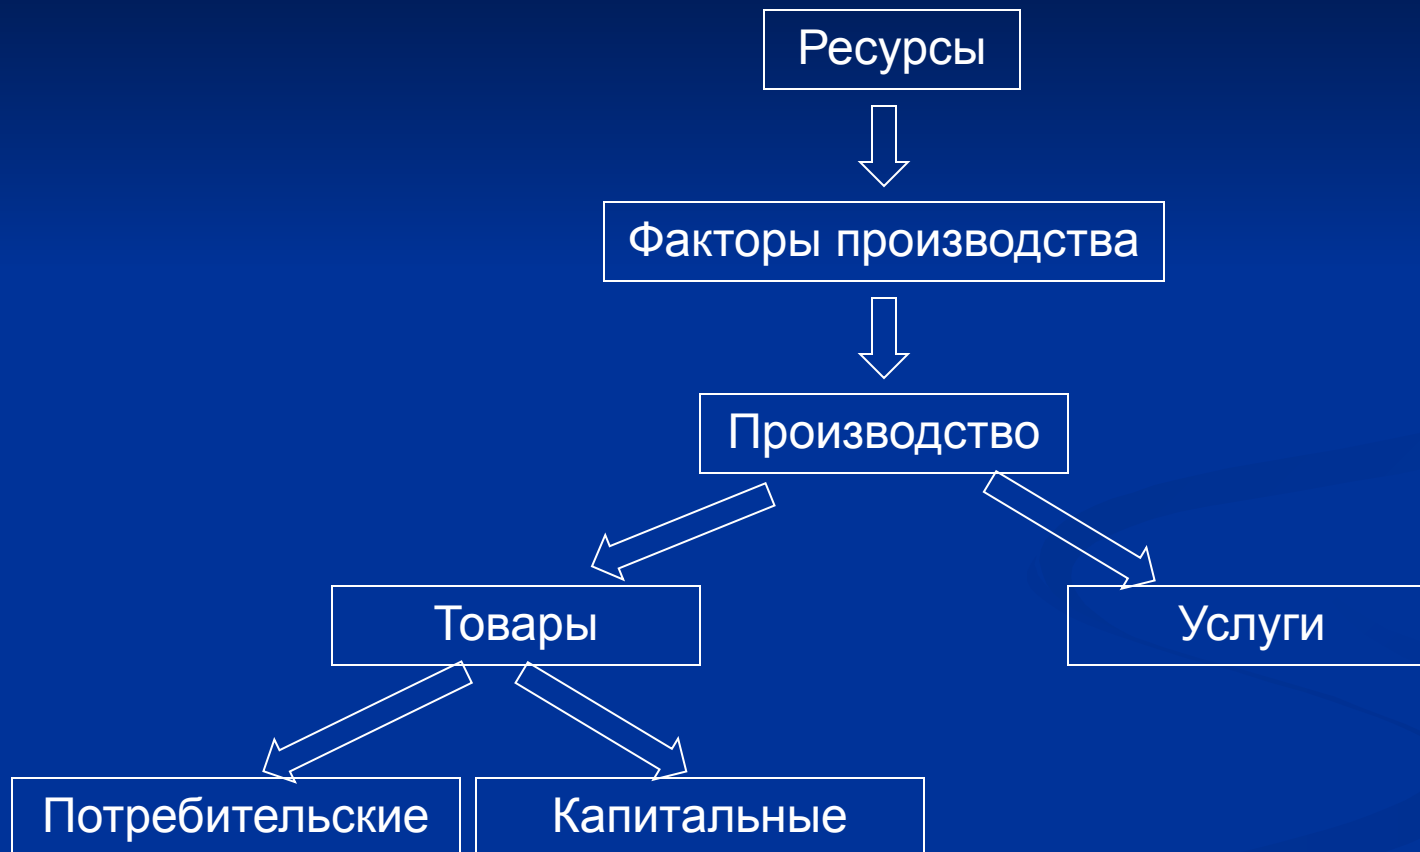 Ресурсы
Факторы производства
Производство
Товары
Услуги
Потребительские
Капитальные